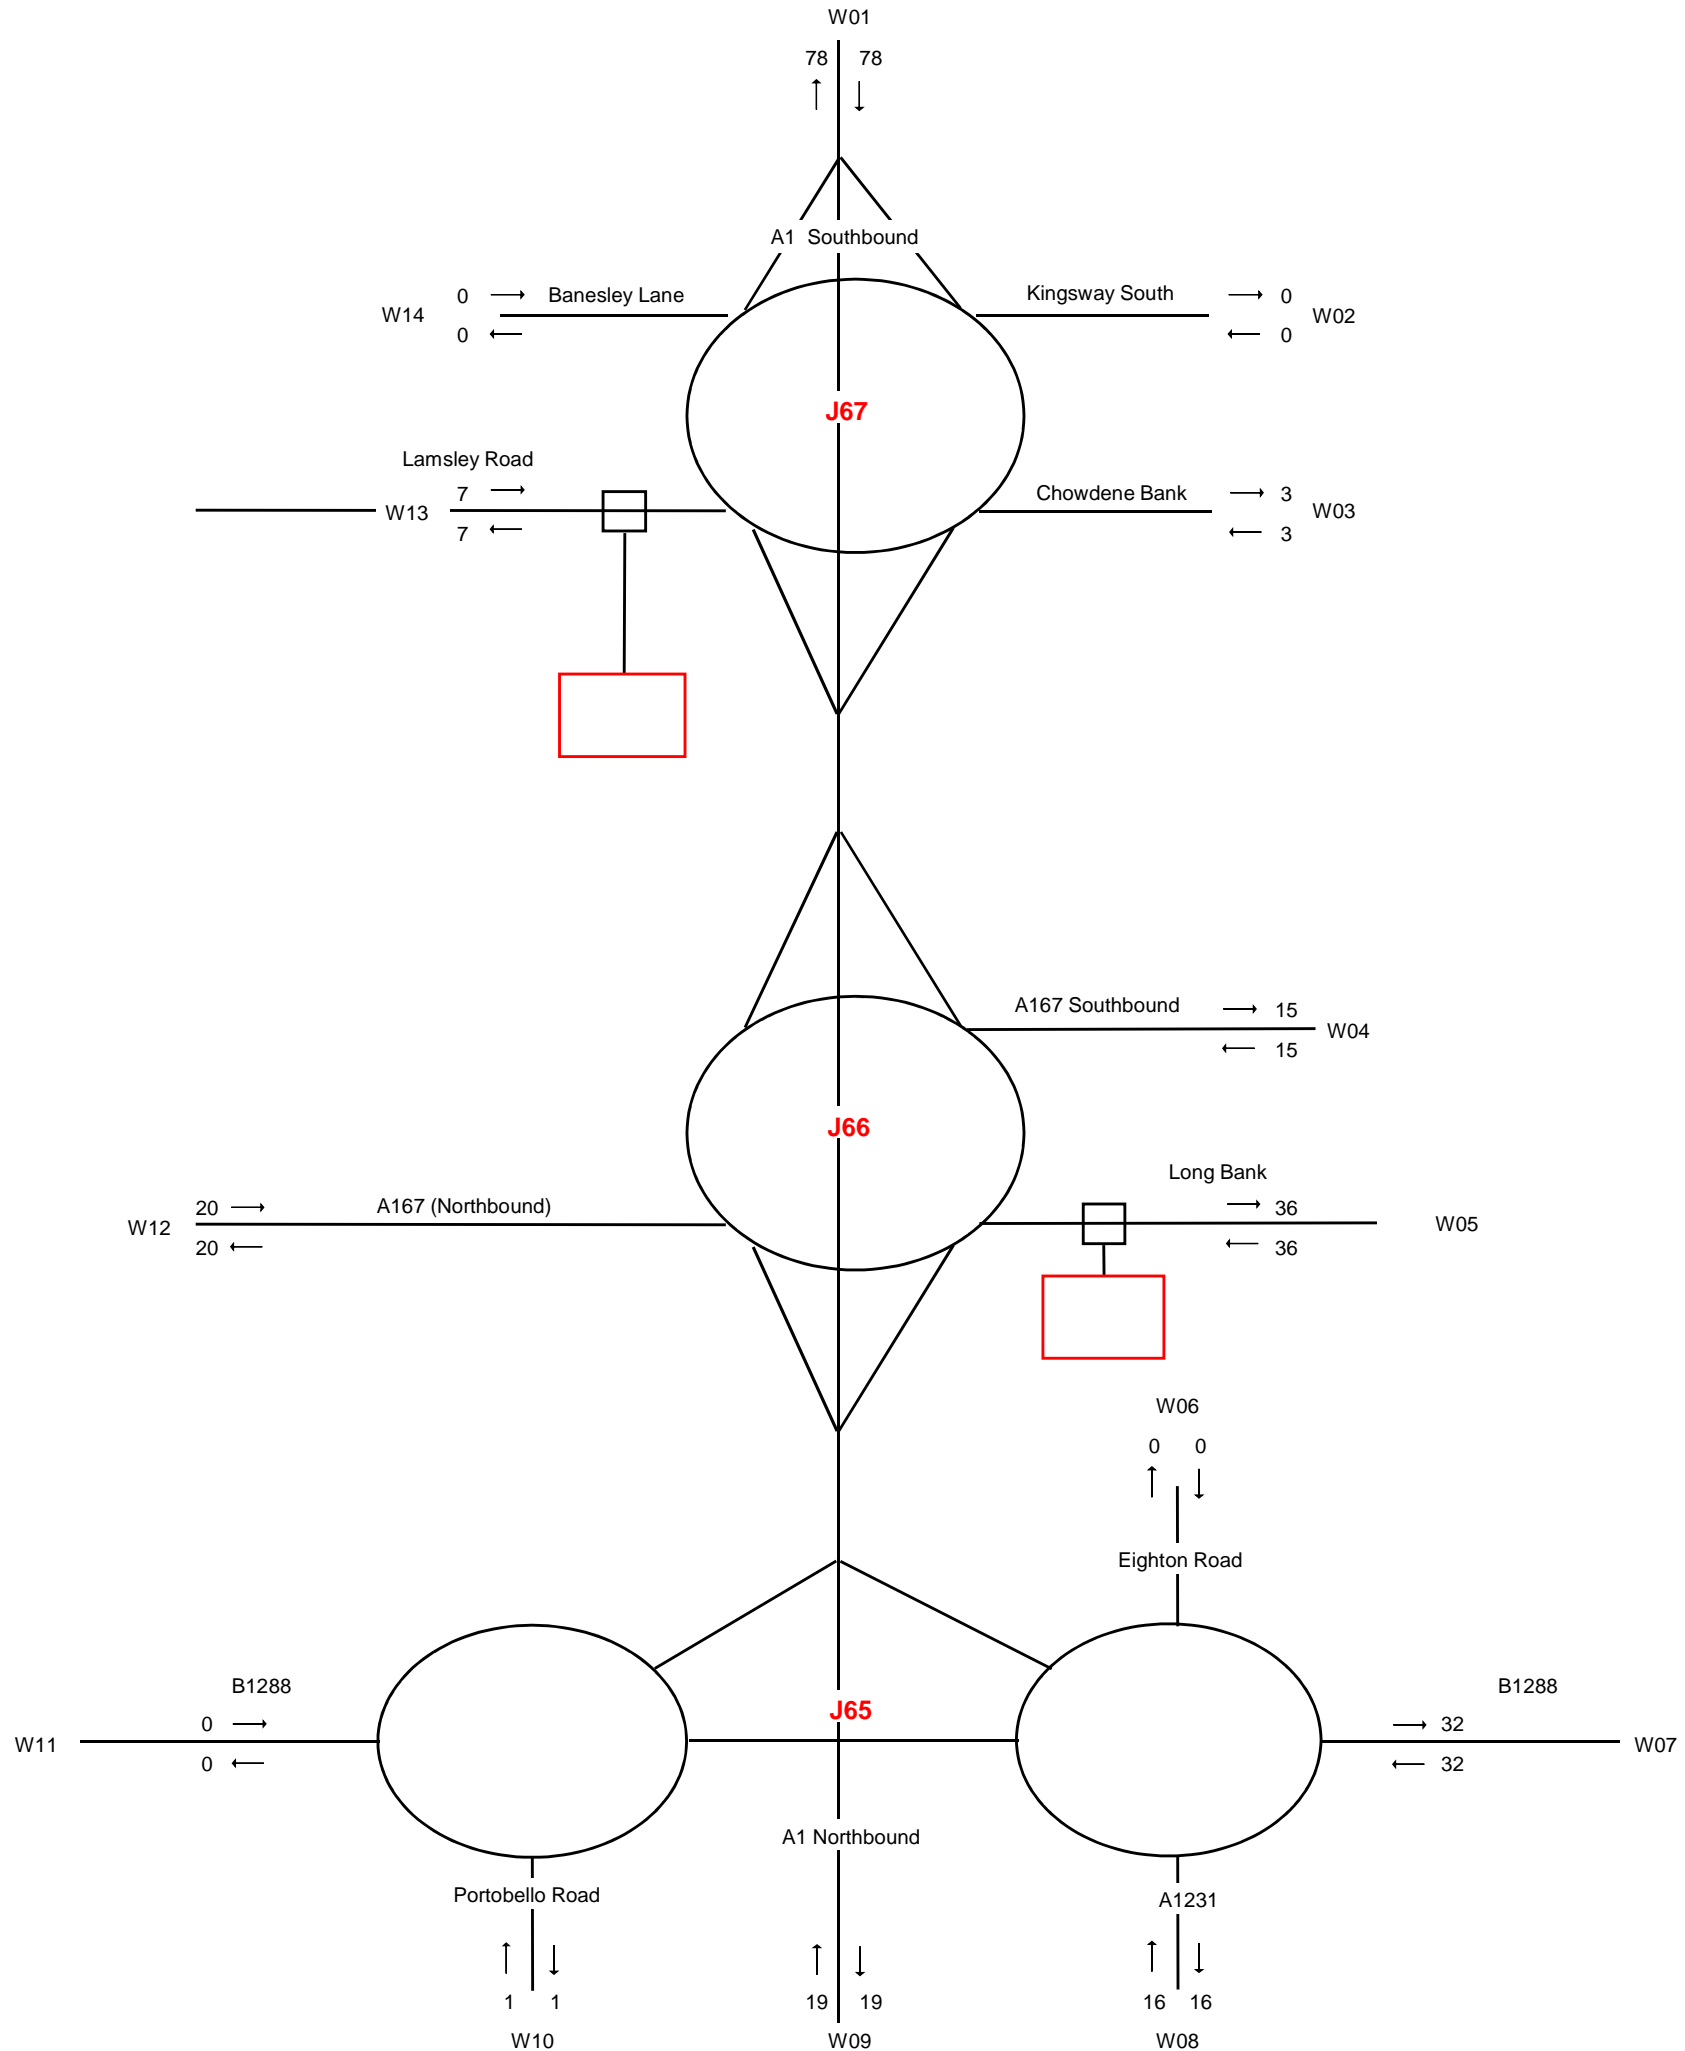 W01
78 78
A1 Southbound
W14
0
Banesley Lane
0
Kingsway South
0
W02
0
J67
Lamsley Road
W13
7
7
Chowdene Bank
3
W03
3
A167 Southbound
15
W04
15
J66
W12
20
A167 (Northbound)
20
Long Bank
36
W05
36
W06
0 0
Eighton Road
B1288
W11
0
0
J65
B1288
32
W07
32
A1 Northbound
Portobello Road
1 1
W10
19 19
W09
A1231
16 16
W08